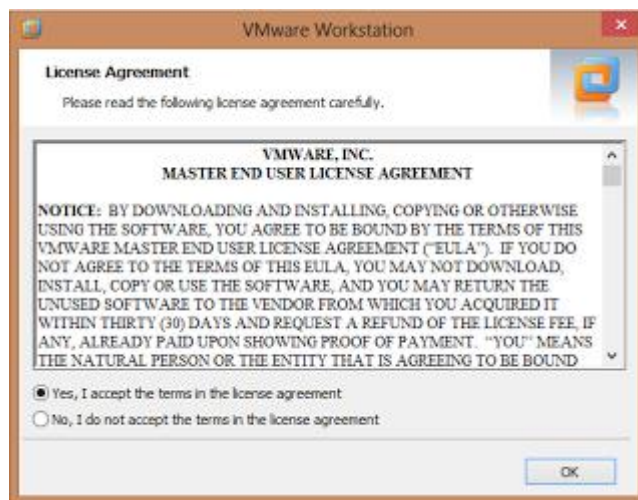 VMware Workstation
License Agreement
Please read the following license agreement carefully.
VMWARE, INC.
MASTER END USER LICENSE AGREEMENT
NOTICE: BY DOWNLOADING AND INSTALLING, COPYING OR OTHERWISE
USING THE SOFTWARE, YOU AGREE TO BE BOUND BY THE TERMS OF THIS
VMWARE MASTER END USER LICENSE AGREEMENT ("EULA"). IF YOU DO
NOT AGREE TO THE TERMS OF THIS EULA, YOU MAY NOT DOWNLOAD,
INSTALL, COPY OR USE THE SOFTWARE, AND YOU MAY RETURN THE
UNUSED SOFTWARE TO THE VENDOR FROM WHICH YOU ACQUIRED IT
WITHIN THIRTY (30) DAYS AND REQUEST A REFUND OF THE LICENSE FEE, IF
ANY, ALREADY PAID UPON SHOWING PROOF OF PAYMENT. "YOU" MEANS
THE NATURAL PERSON OR THE ENTITY THAT IS AGREEING TO BE BOUND
Yes, I accept the terms in the license agreement
No, I do not accept the terms in the license agreement
OK